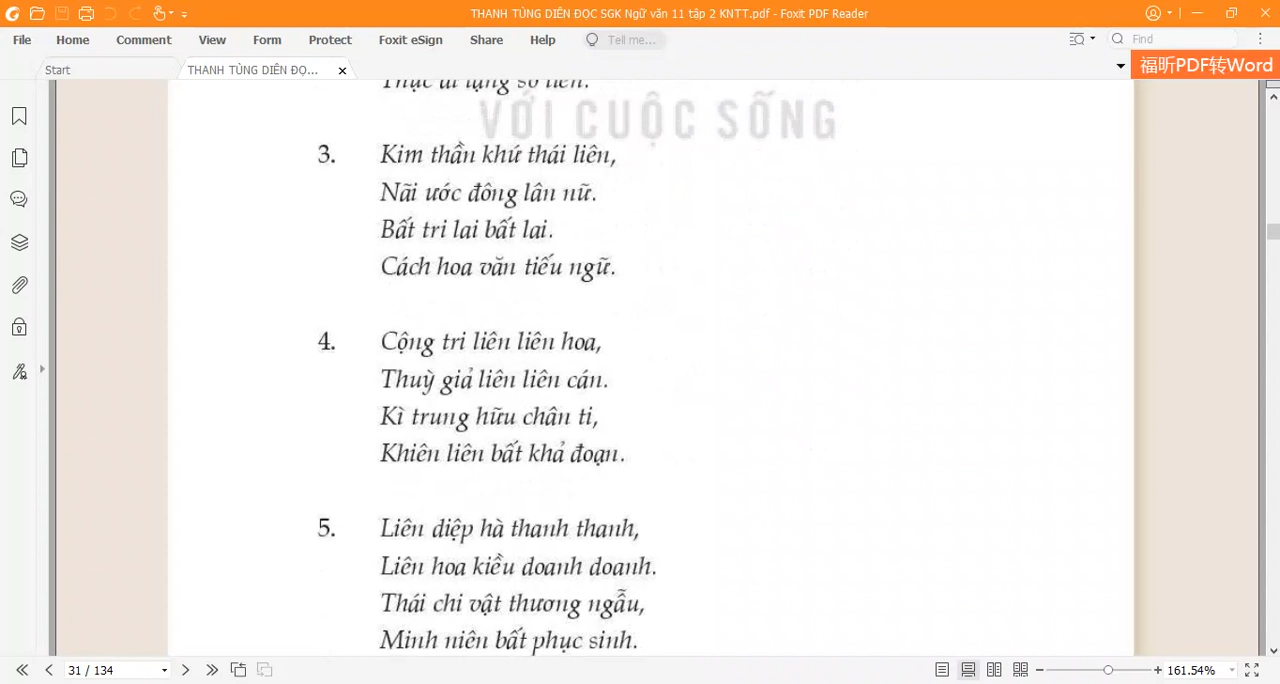 THANH TÙNG DIÊN ĐỌC SGK Ngữ văn 11 tập 2 KNTT.pdf - Foxit PDF Reader
File Home Comment View Form Protect Foxit eSign Share Help Tell me... Find
Start THANH TÙNG DIÊN ĐỌ... 福昕PDF转Word
VỚI CUỘC SỐNG
3. Kim thần khứ thái liên,
Nãi ước đông lân nữ.
Bất tri lai bất lai.
Cách hoa văn tiếu ngữ.
4. Cộng tri liên liên hoa,
Thuỳ giả liên liên cán.
Kì trung hữu chân ti,
Khiên liên bất khả đoạn.
5. Liên diệp hà thanh thanh,
Liên hoa kiều doanh doanh.
Thái chi vật thương ngẫu,
Minh niên bất phục sinh.
31 / 134 161.54%